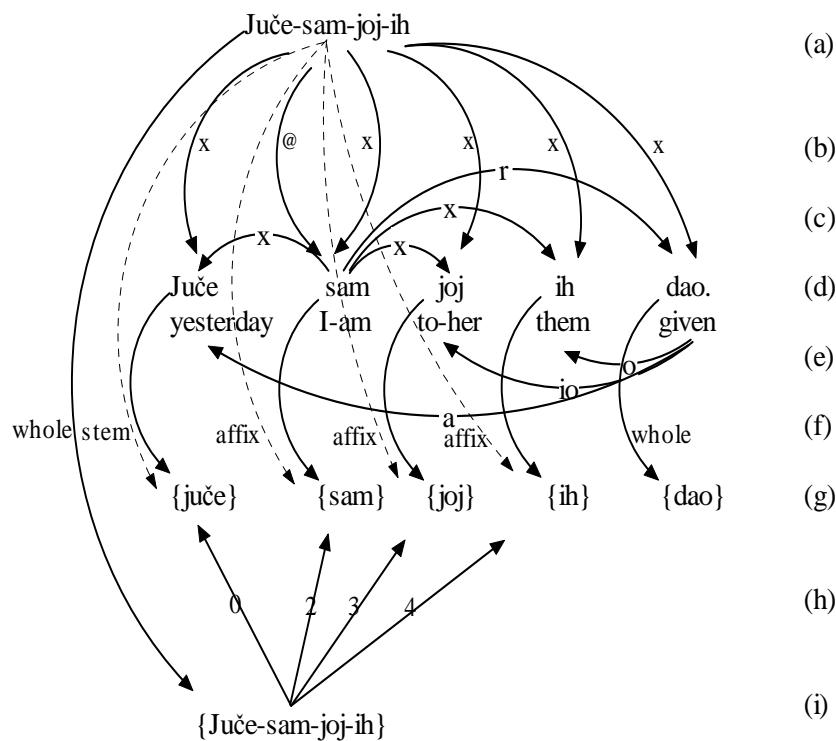 Juče-sam-joj-ih (a)
x @ x x x x (b)
r
x x x (c)
Juče sam joj ih dao. (d)
yesterday I-am to-her them given
o (e)
io
a
whole stem affix affix affix whole (f)
{juče} {sam} {joj} {ih} {dao} (g)
0 2 3 4 (h)
{Juče-sam-joj-ih} (i)